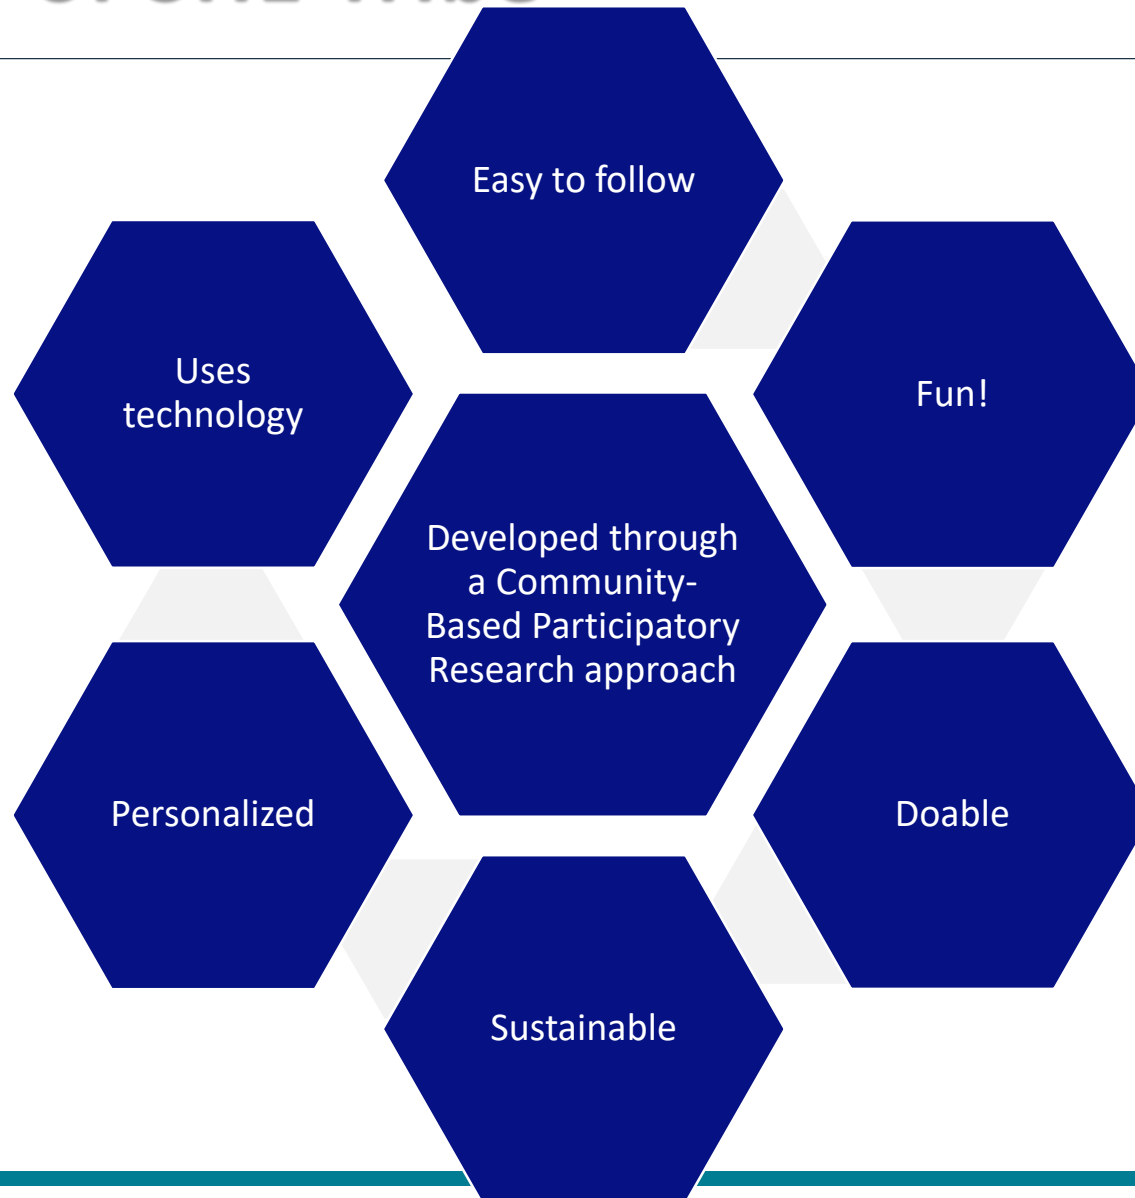 Easy to follow
Uses
technology
Fun!
Developed through
a Community-
Based Participatory
Research approach
Personalized
Doable
Sustainable